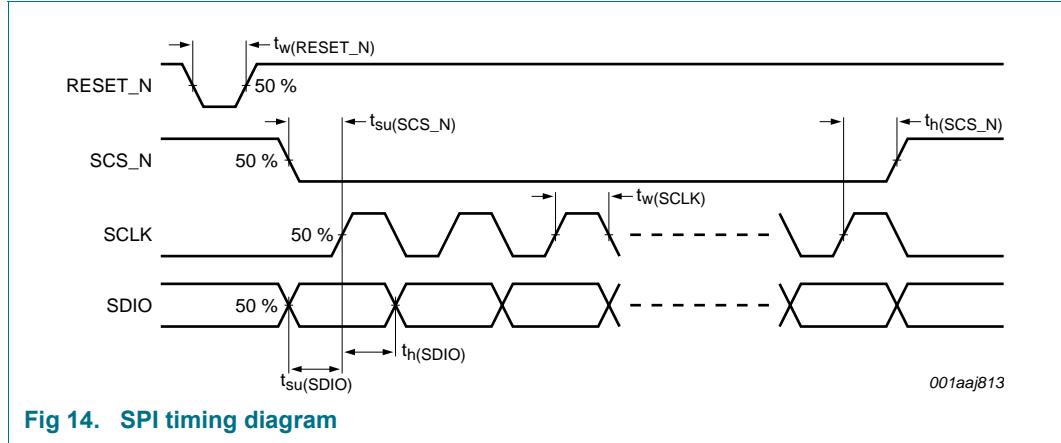 tw(RESET_N)
RESET_N
50 %
tsu(SCS_N)
th(SCS_N)
SCS_N
50 %
tw(SCLK)
SCLK
50 %
SDIO
50 %
th(SDIO)
tsu(SDIO)
001aaj813
Fig 14. SPI timing diagram